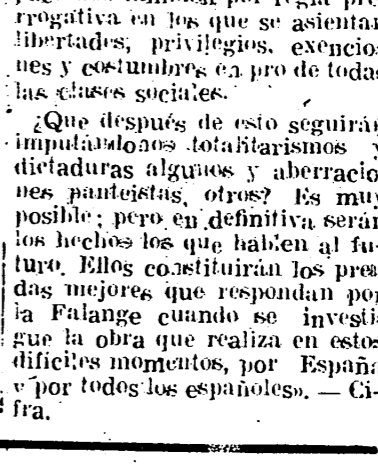 rrogativa en los que se asientan
libertades, privilegios, exencio-
nes y costumbres en pro de todas
las clases sociales.
¿Que después de esto seguirán
imputándonos totalitarismos y
dictaduras algunos y aberracio-
nes panteistas, otros? Es muy
posible; pero en definitiva serán
los hechos los que hablen al fu-
turo. Ellos constituirán los pren-
das mejores que respondan por
la Falange cuando se investi-
gue la obra que realiza en estos
difíciles momentos, por España
y por todos los españoles». — Ci-
fra.